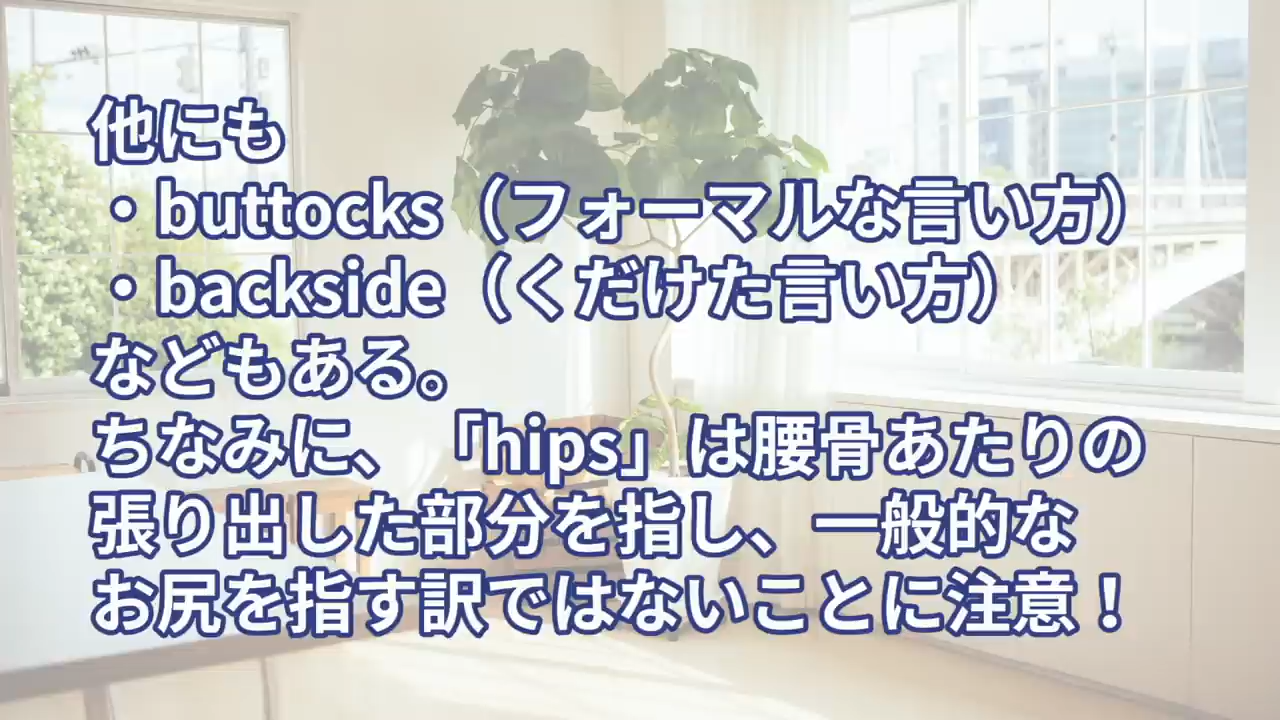 他にも
・buttocks（フォーマルな言い方）
・backside（くだけた言い方）
などもある。
ちなみに、「hips」は腰骨あたりの
張り出した部分を指し、一般的な
お尻を指す訳ではないことに注意！